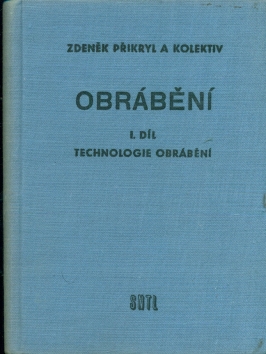 ZDENĚK PŘIKRYL A KOLEKTIV
OBRÁBĚNÍ
I. DÍL
TECHNOLOGIE OBRÁBĚNÍ
SNTL